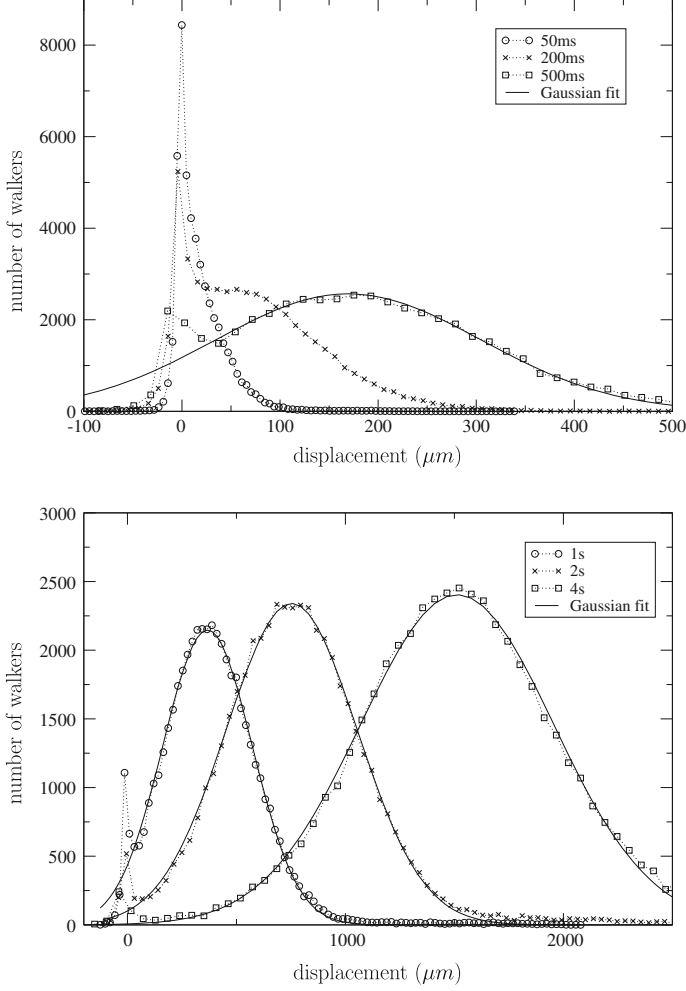 8000
6000
4000
2000
0
number of walkers
50ms
200ms
500ms
Gaussian fit
-100 0 100 200 300 400 500
displacement (μm)
3000
2500
2000
1500
1000
500
0
number of walkers
1s
2s
4s
Gaussian fit
0 1000 2000
displacement (μm)